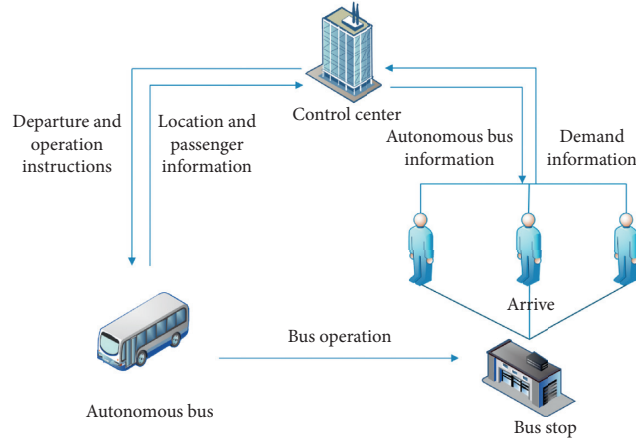 Control center
Departure and
operation
instructions
Location and
passenger
information
Autonomous bus
information
Demand
information
Arrive
Bus operation
Autonomous bus
Bus stop